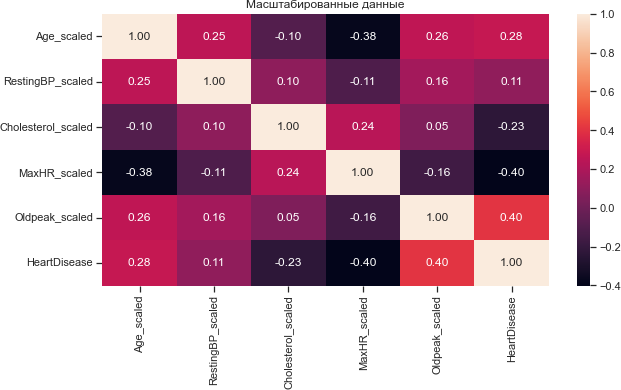 Масштабированные данные
Age_scaled 1.00 0.25 -0.10 -0.38 0.26 0.28
RestingBP_scaled 0.25 1.00 0.10 -0.11 0.16 0.11
Cholesterol_scaled -0.10 0.10 1.00 0.24 0.05 -0.23
MaxHR_scaled -0.38 -0.11 0.24 1.00 -0.16 -0.40
Oldpeak_scaled 0.26 0.16 0.05 -0.16 1.00 0.40
HeartDisease 0.28 0.11 -0.23 -0.40 0.40 1.00
Age_scaled
RestingBP_scaled
Cholesterol_scaled
MaxHR_scaled
Oldpeak_scaled
HeartDisease
1.0
0.8
0.6
0.4
0.2
0.0
−0.2
−0.4